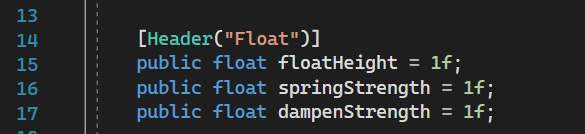 13
14 [Header("Float")]
15 public float floatHeight = 1f;
16 public float springStrength = 1f;
17 public float dampenStrength = 1f;